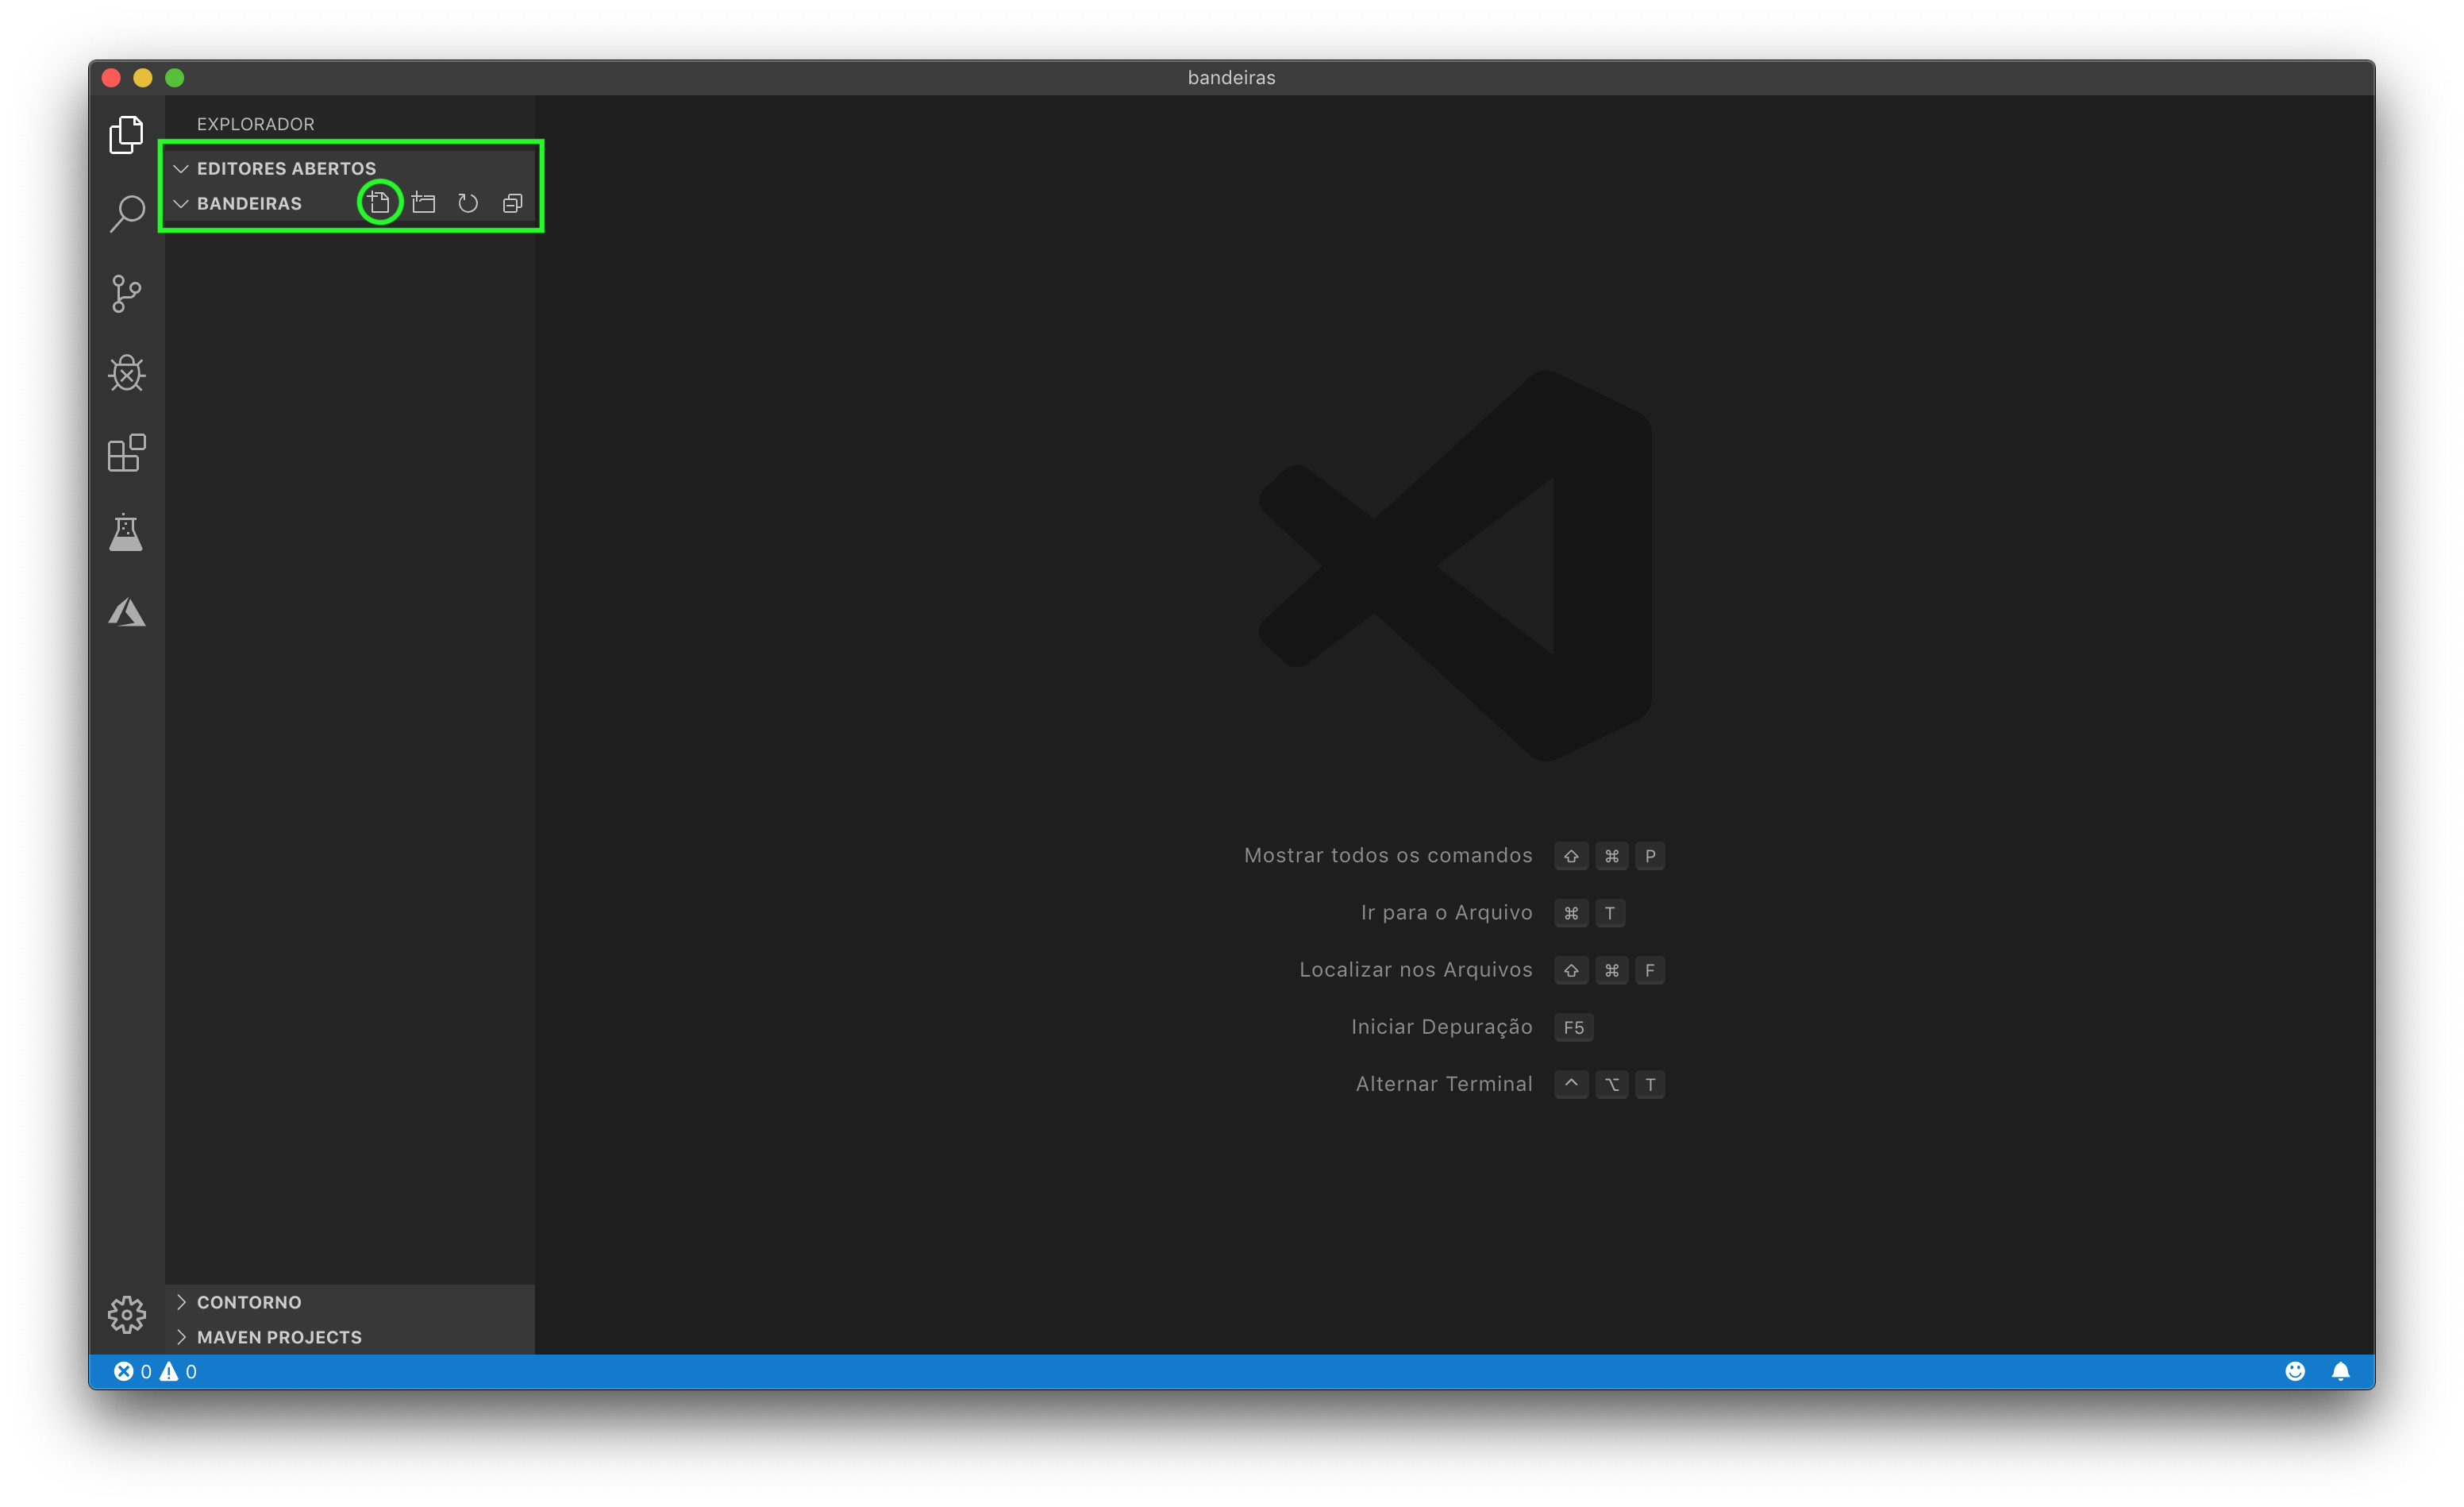 bandeiras
EXPLORADOR
EDITORES ABERTOS
BANDEIRAS
Mostrar todos os comandos ⇧ ⌘ P
Ir para o Arquivo ⌘ T
Localizar nos Arquivos ⇧ ⌘ F
Iniciar Depuração F5
Alternar Terminal ^ ⌥ T
CONTORNO
MAVEN PROJECTS
0 0